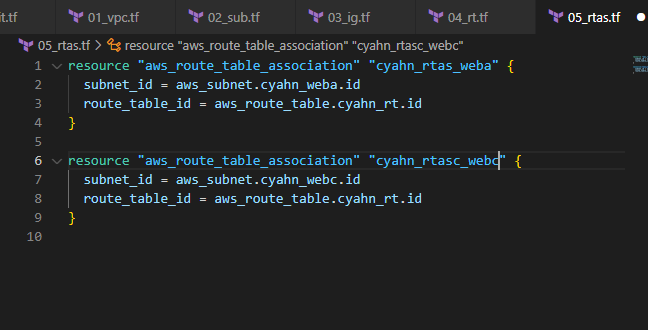 it.tf 01_vpc.tf 02_sub.tf 03_ig.tf 04_rt.tf 05_rtas.tf
05_rtas.tf > resource "aws_route_table_association" "cyahn_rtasc_webc"
1 resource "aws_route_table_association" "cyahn_rtas_weba" {
2   subnet_id = aws_subnet.cyahn_weba.id
3   route_table_id = aws_route_table.cyahn_rt.id
4 }
5
6 resource "aws_route_table_association" "cyahn_rtasc_webc" {
7   subnet_id = aws_subnet.cyahn_webc.id
8   route_table_id = aws_route_table.cyahn_rt.id
9 }
10